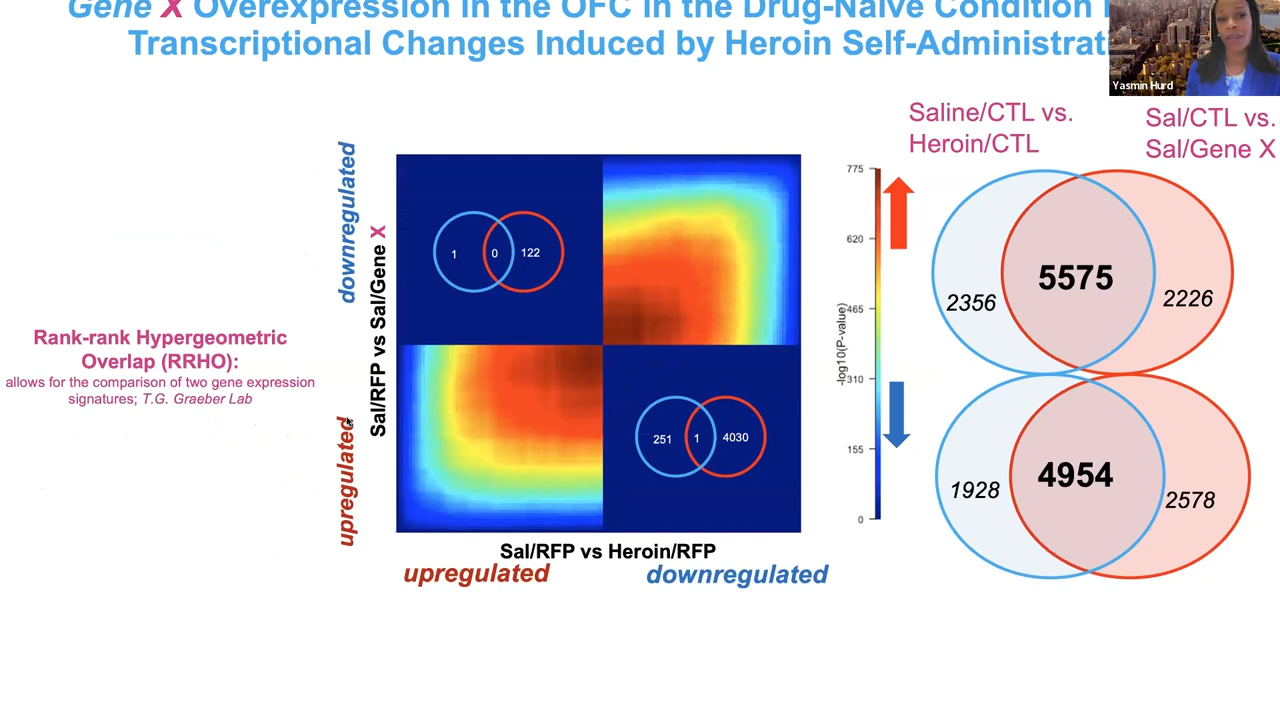 Gene X Overexpression in the OFC in the Drug-Naïve Condition
Transcriptional Changes Induced by Heroin Self-Administrat
Yasmin Hurd
Saline/CTL vs.
Heroin/CTL
Sal/CTL vs.
Sal/Gene X
downregulated
upregulated
Sal/RFP vs Sal/Gene X
1
0
122
251
1
4030
Sal/RFP vs Heroin/RFP
upregulated
downregulated
Rank-rank Hypergeometric
Overlap (RRHO):
allows for the comparison of two gene expression
signatures; T.G. Graeber Lab
775
620
465
310
155
0
-log10(P-value)
2356
5575
2226
1928
4954
2578